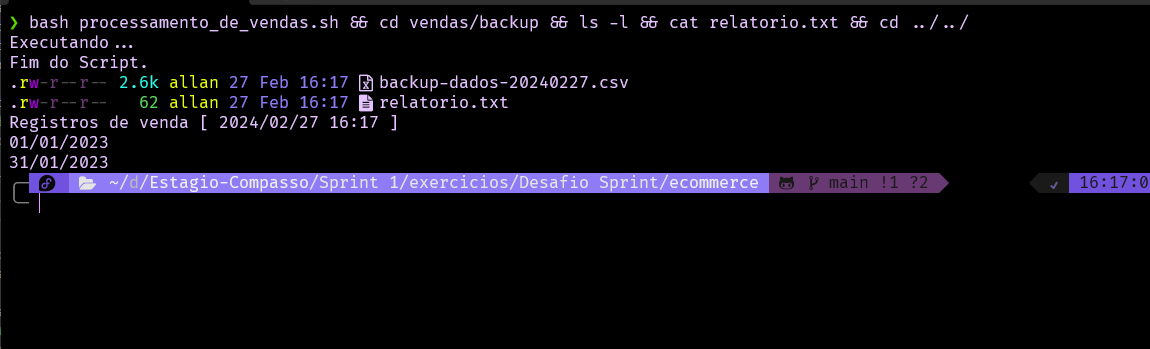 ❯ bash processamento_de_vendas.sh && cd vendas/backup && ls -l && cat relatorio.txt && cd ../../
Executando...
Fim do Script.
.rw-r--r-- 2.6k allan 27 Feb 16:17 backup-dados-20240227.csv
.rw-r--r-- 62 allan 27 Feb 16:17 relatorio.txt
Registros de venda [ 2024/02/27 16:17 ]
01/01/2023
31/01/2023
~/d/Estagio-Compasso/Sprint 1/exercicios/Desafio Sprint/ecommerce main !1 ?2 ✓ 16:17:0